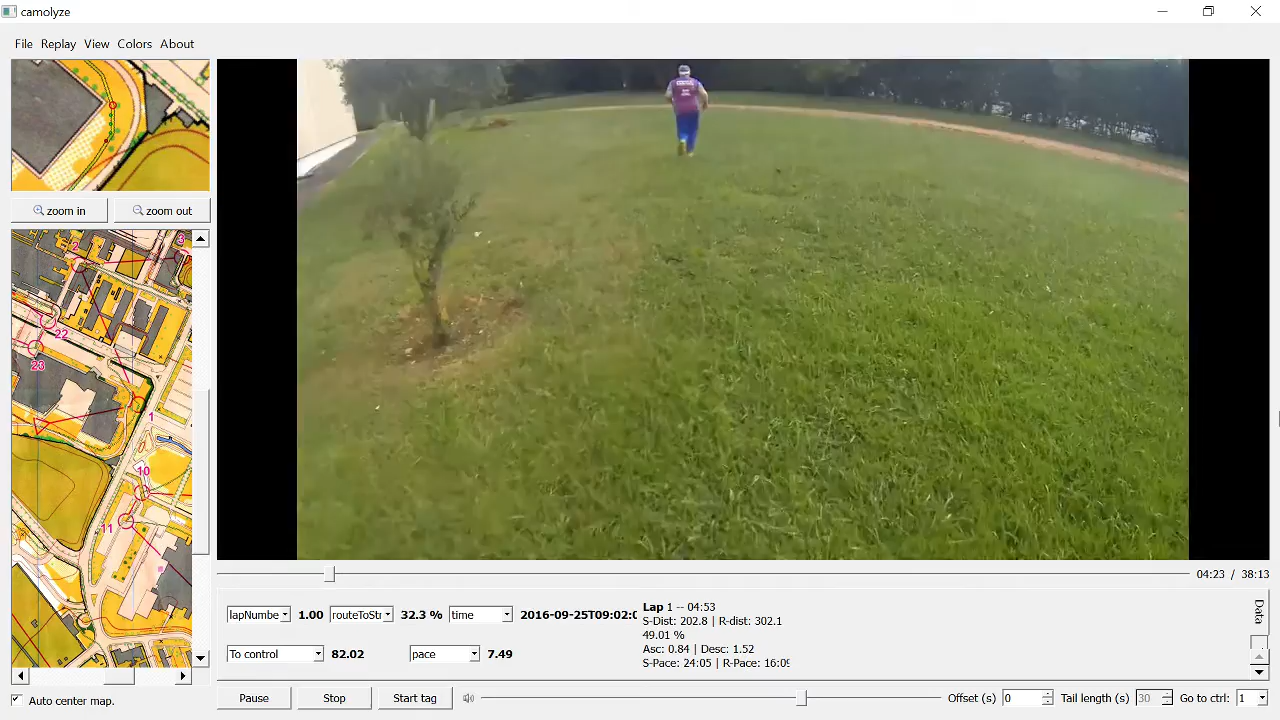 camolyze
File Replay View Colors About
zoom in zoom out
2
3
22
23
1
10
11
04:23 / 38:13
lapNumbe 1.00 routeToStr 32.3 % time 2016-09-25T09:02:0
To control 82.02 pace 7.49
Lap 1 -- 04:53
S-Dist: 202.8 | R-dist: 302.1
49.01 %
Asc: 0.84 | Desc: 1.52
S-Pace: 24:05 | R-Pace: 16:09
Data
Auto center map.
Pause Stop Start tag
Offset (s) 0 Tail length (s) 30 Go to ctrl: 1